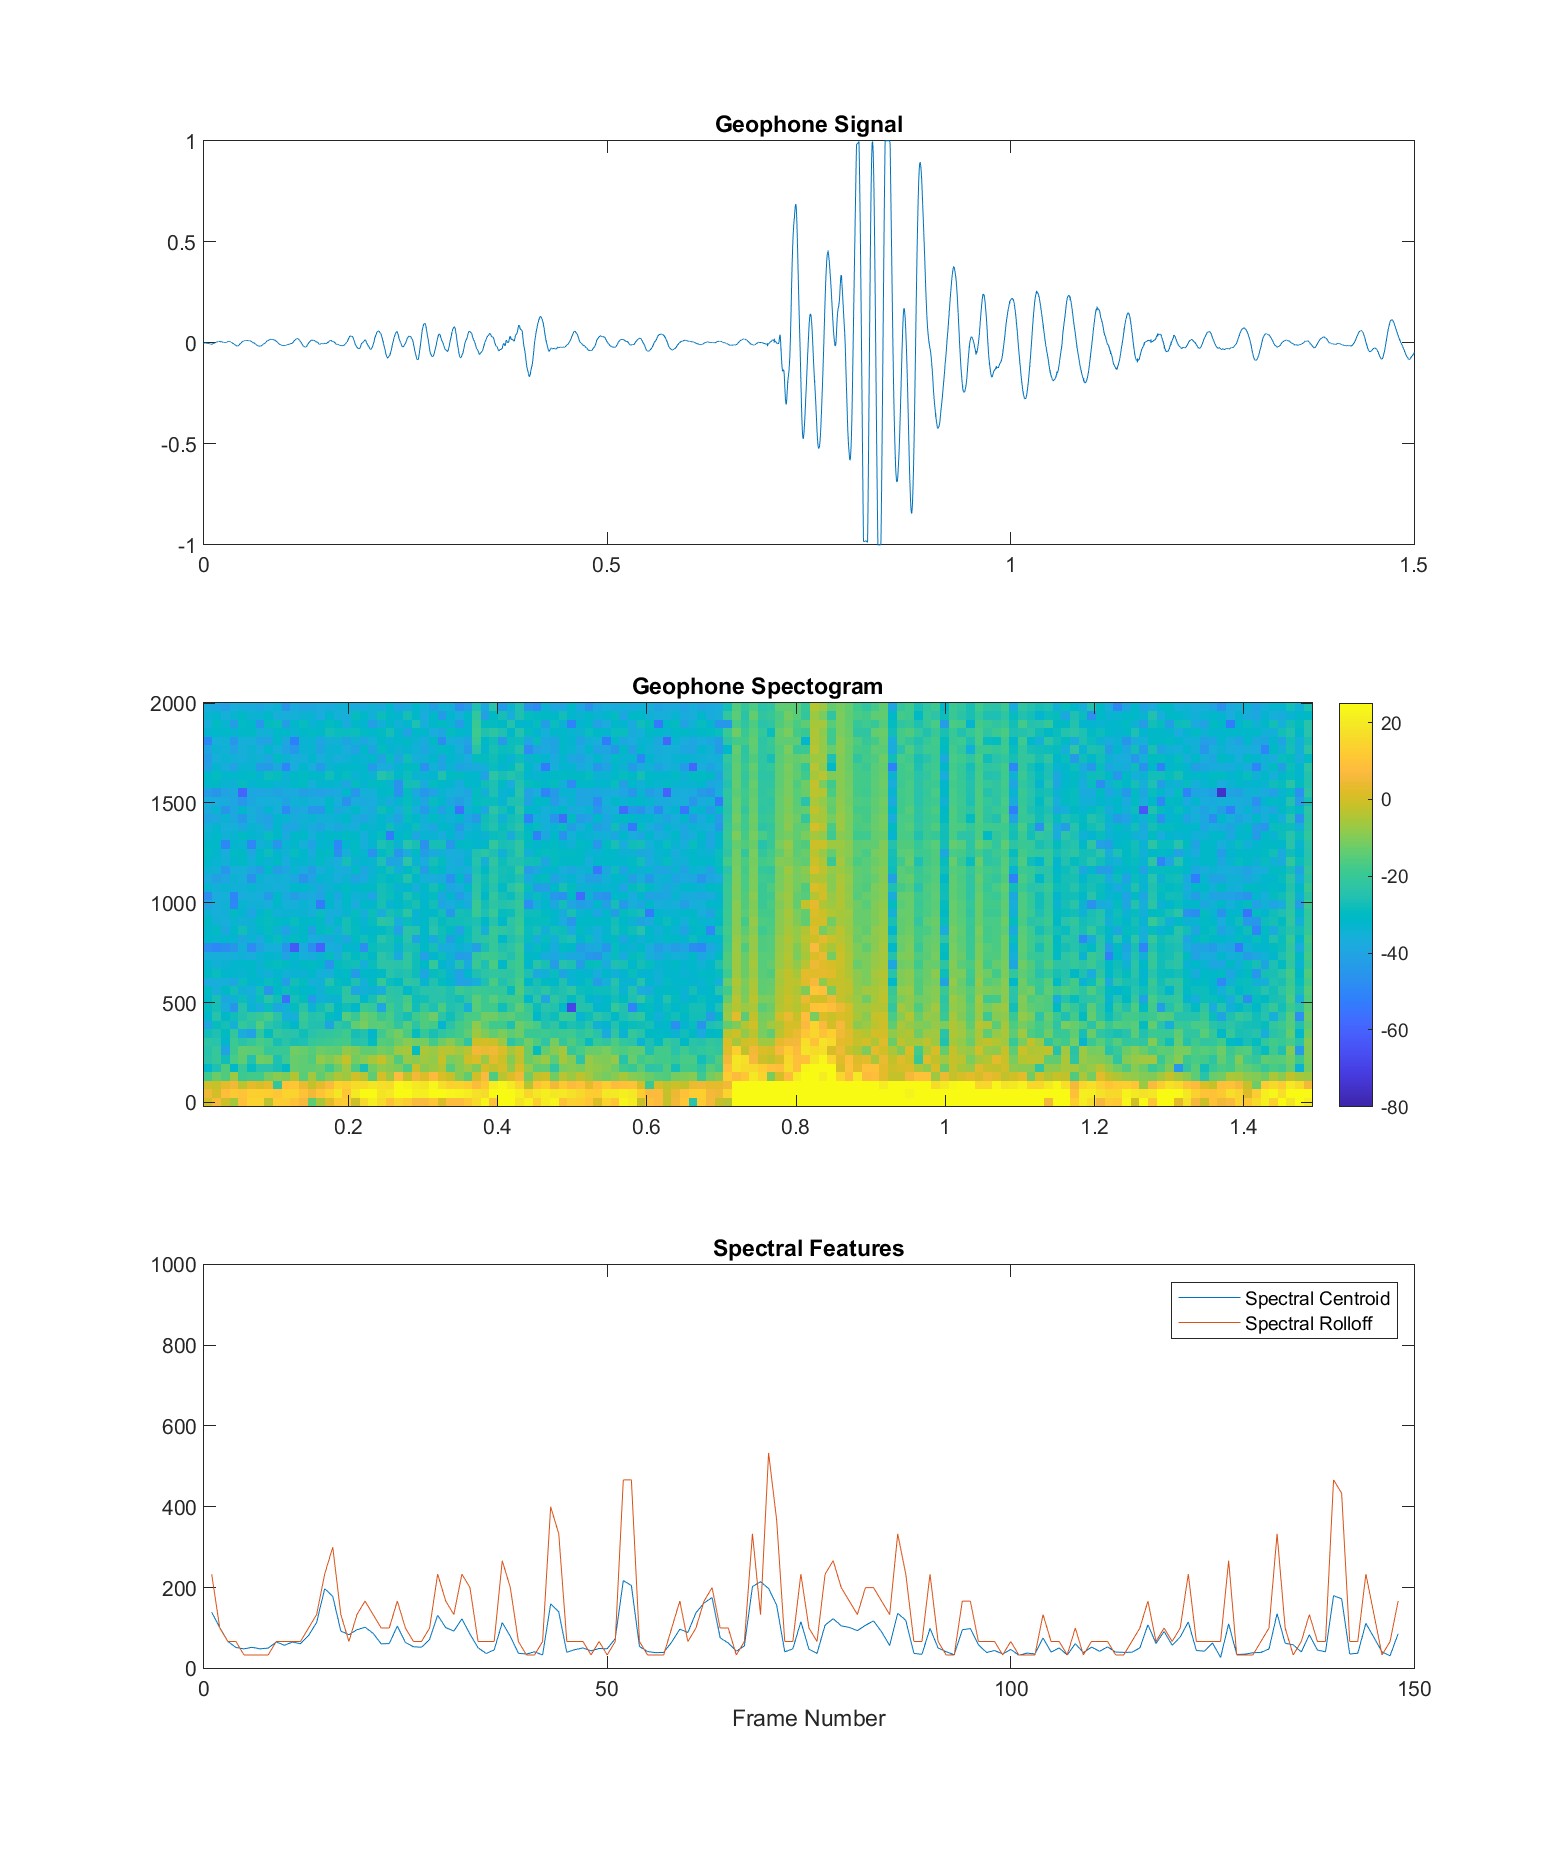 Geophone Signal
1
0.5
0
-0.5
-1
0 0.5 1 1.5
Geophone Spectogram
2000
1500
1000
500
0
0.2 0.4 0.6 0.8 1 1.2 1.4
20
0
-20
-40
-60
-80
Spectral Features
1000
800
600
400
200
0
Spectral Centroid
Spectral Rolloff
0 50 100 150
Frame Number